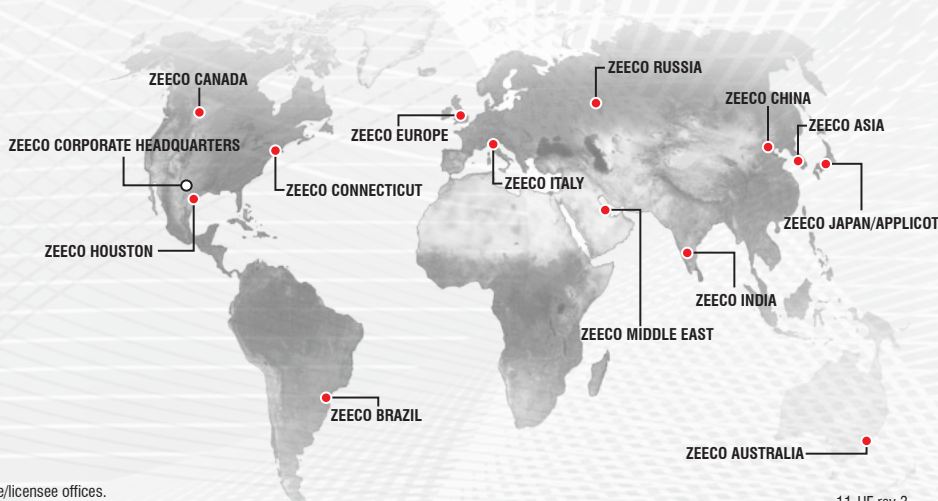 ZEECO CANADA
ZEECO RUSSIA
ZEECO CHINA
ZEECO ASIA
ZEECO EUROPE
ZEECO CORPORATE HEADQUARTERS
ZEECO CONNECTICUT
ZEECO ITALY
ZEECO JAPAN/APPLICOT
ZEECO HOUSTON
ZEECO INDIA
ZEECO MIDDLE EAST
ZEECO BRAZIL
ZEECO AUSTRALIA
/licensee offices.